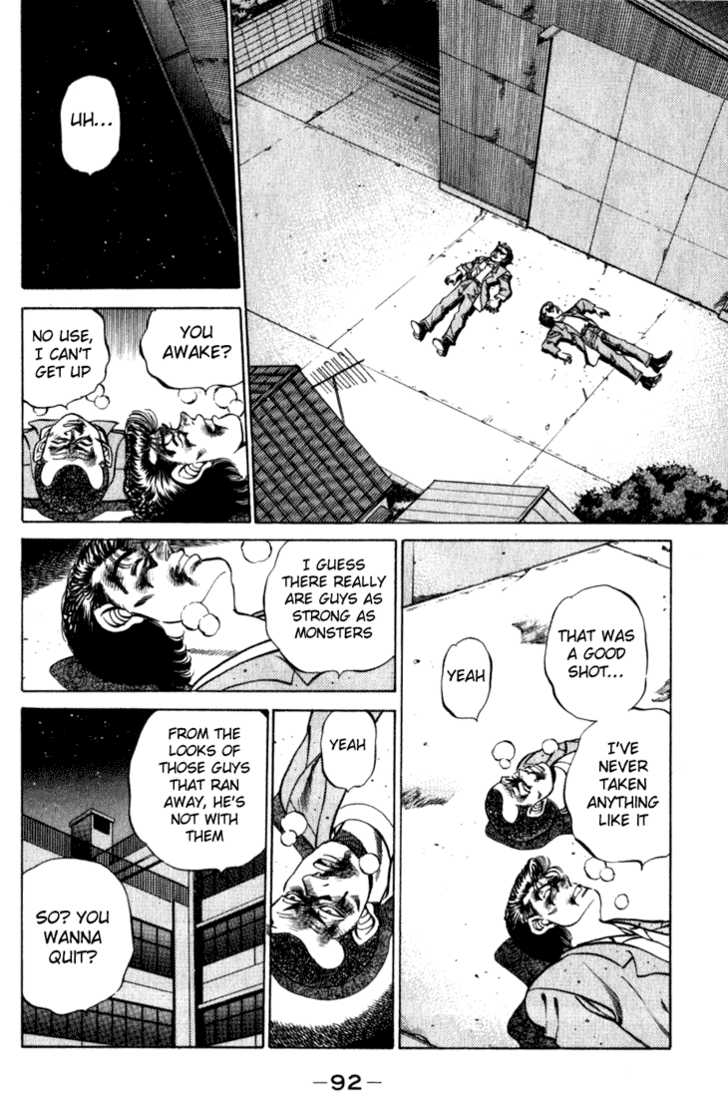 UH...
YOU
AWAKE?
NO USE,
I CAN'T
GET UP
THAT WAS
A GOOD
SHOT...
I'VE
NEVER
TAKEN
ANYTHING
LIKE IT
YEAH
I GUESS
THERE REALLY
ARE GUYS AS
STRONG AS
MONSTERS
YEAH
FROM THE
LOOKS OF
THOSE GUYS
THAT RAN
AWAY, HE'S
NOT WITH
THEM
SO? YOU
WANNA
QUIT?
—92—